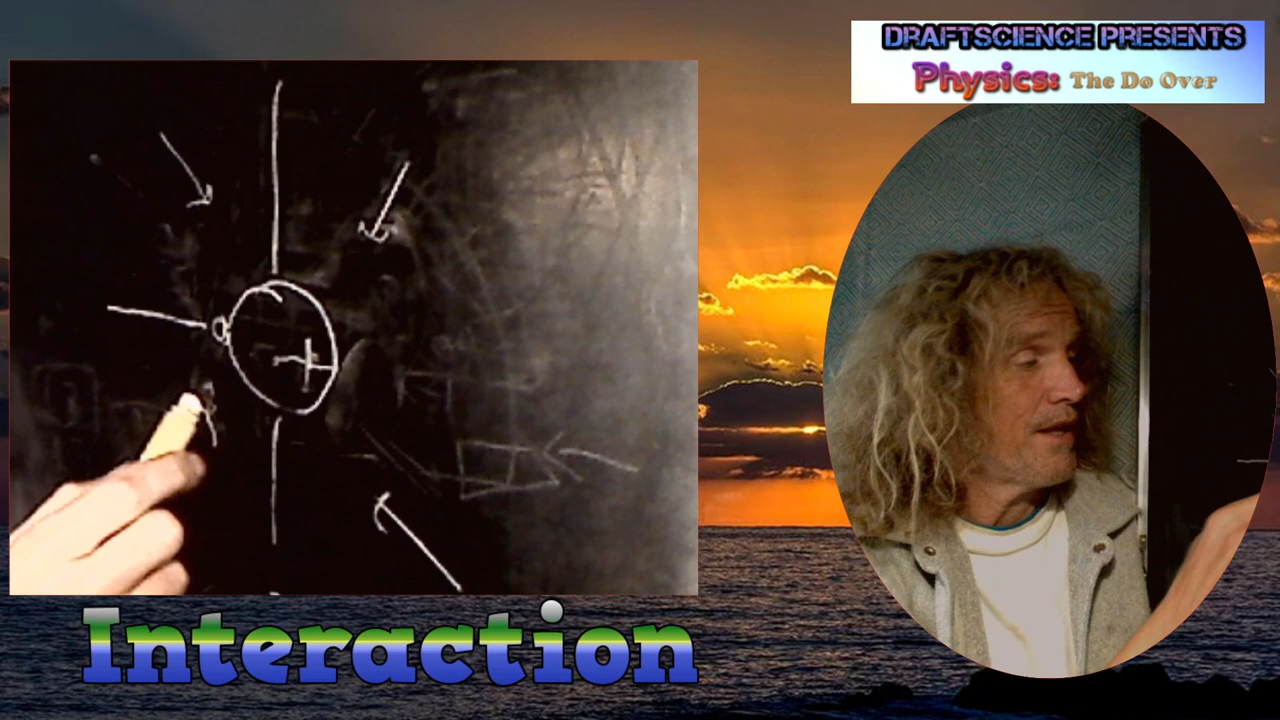 DRAFTSCIENCE PRESENTS
Physics: The Do Over
+
Interaction